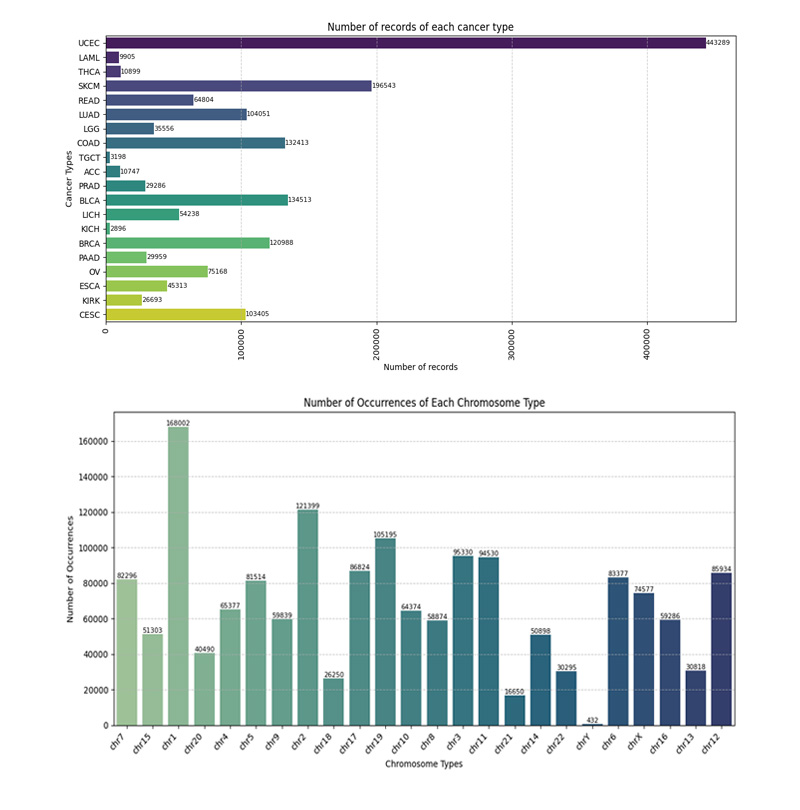 Number of records of each cancer type
Cancer Types
UCEC 443289
LAML 9905
THCA 10899
SKCM 196543
READ 64804
LUAD 104051
LGG 35556
COAD 132413
TGCT 3198
ACC 10747
PRAD 29286
BLCA 134513
LICH 54238
KICH 2896
BRCA 120988
PAAD 29959
OV 75168
ESCA 45313
KIRK 26693
CESC 103405
0 100000 200000 300000 400000
Number of records
Number of Occurrences of Each Chromosome Type
Number of Occurrences
160000
140000
120000
100000
80000
60000
40000
20000
0
82296 51303 168002 40490 65377 81514 59839 121399 26250 86824 105195 64374 58874 95330 94530 16650 50898 30295 432 83377 74577 59286 30818 85934
chr7 chr15 chr1 chr20 chr4 chr5 chr9 chr2 chr18 chr17 chr19 chr10 chr8 chr3 chr11 chr21 chr14 chr22 chrY chr6 chrX chr16 chr13 chr12
Chromosome Types